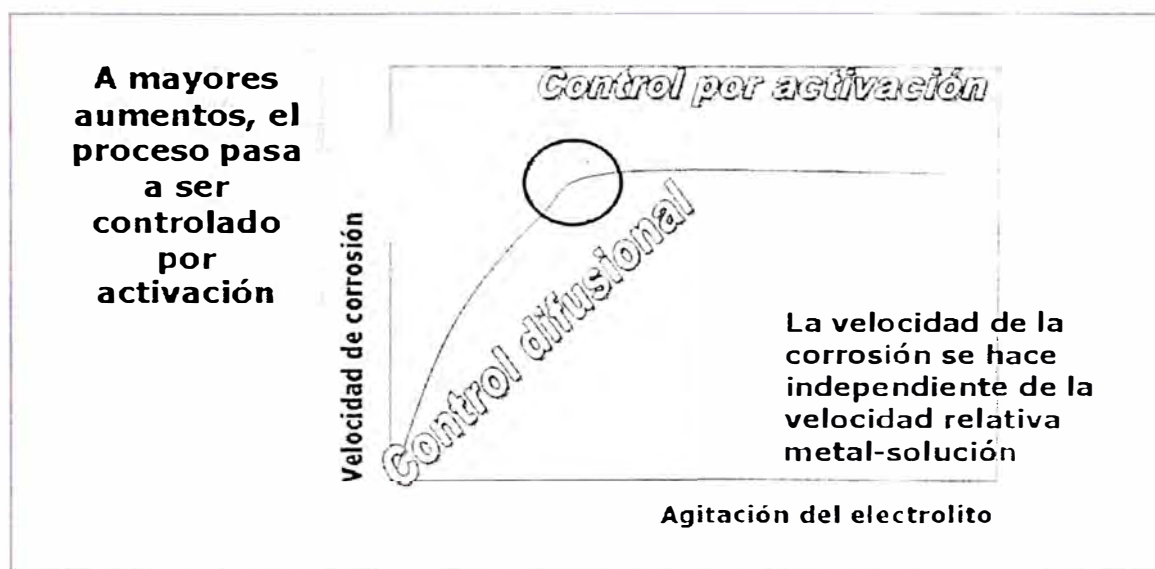 A mayores
aumentos, el
proceso pasa
a ser
controlado
por
activación
Control por activación
Velocidad de corrosión
Control difusional
La velocidad de la
corrosión se hace
independiente de la
velocidad relativa
metal-solución
Agitación del electrolito